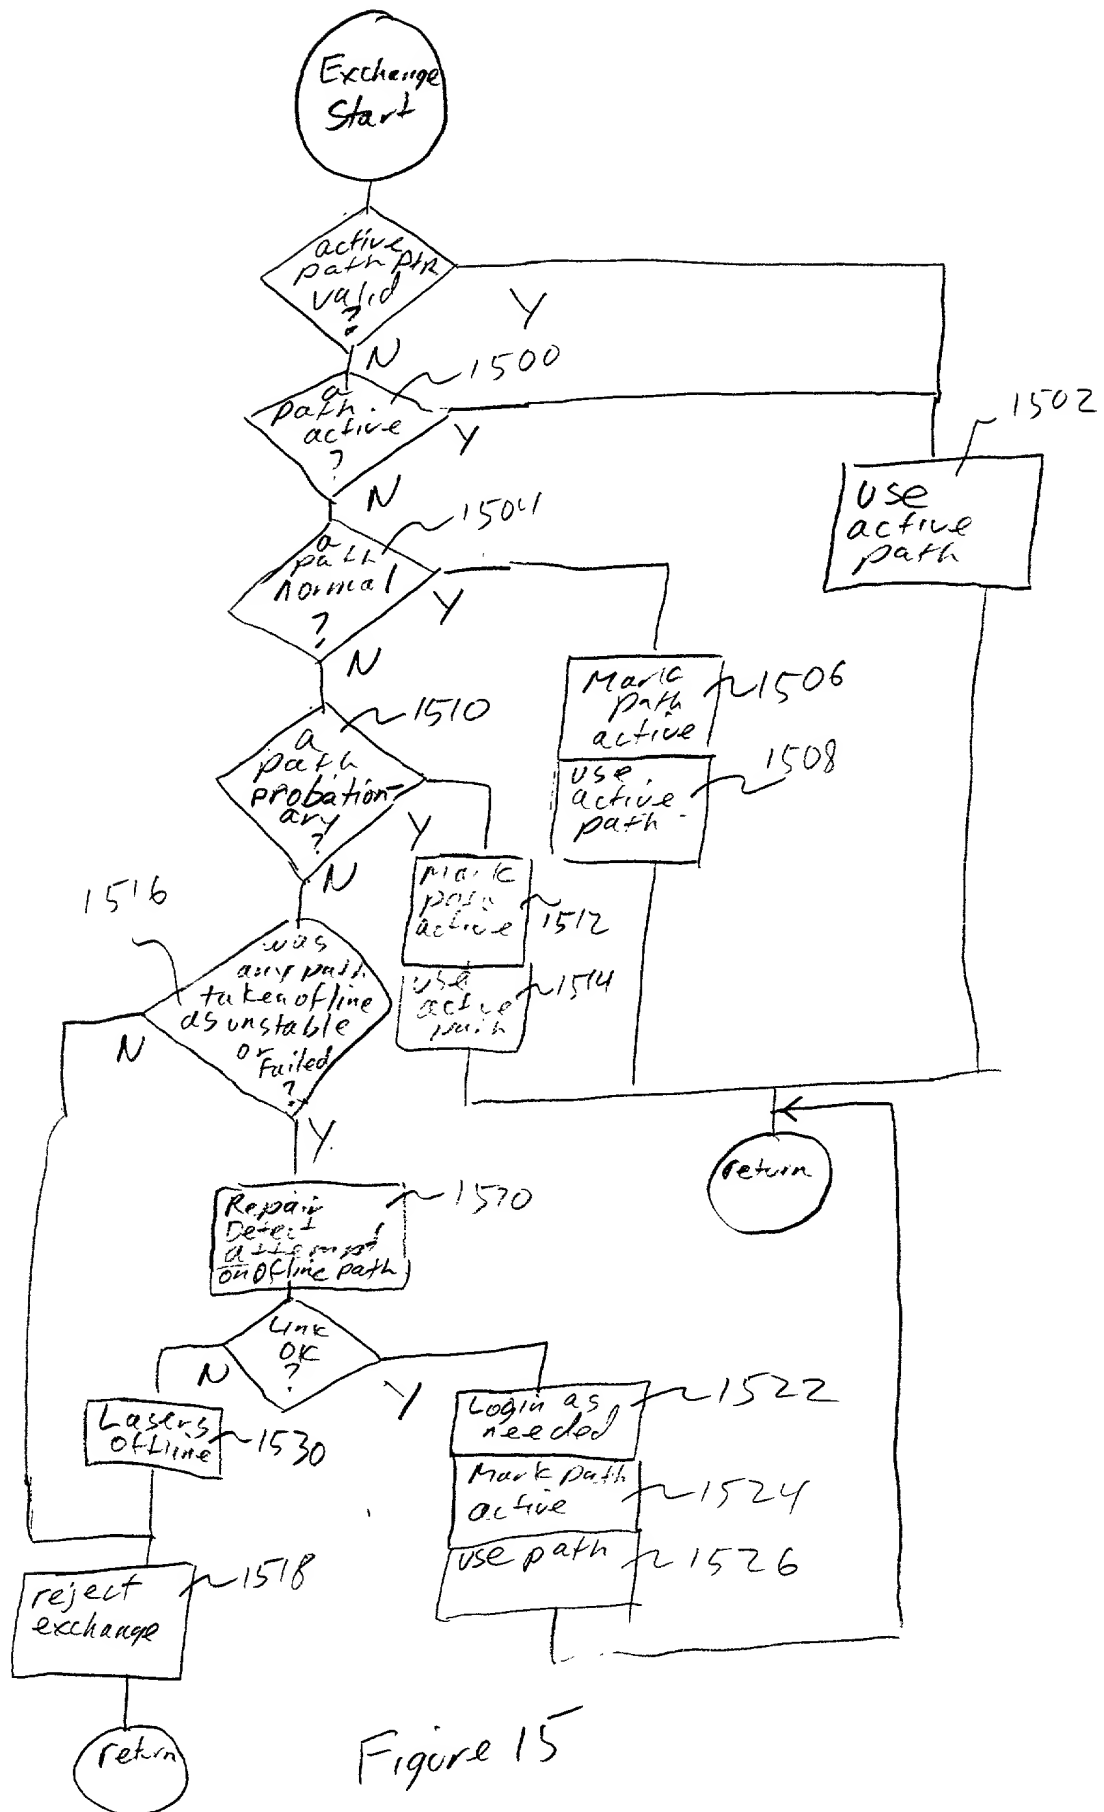 Exchange
Start
active
path ptr
valid
?
Y
N
1500
a
path
active
?
Y
N
1502
use
active
path
1504
a
path
normal
?
Y
N
Mark
path
active
1506
use
active
path
1508
1510
a
path
probation-
ary
?
Y
N
Mark
path
active
1512
use
active
path
1514
1516
was
any path
taken ofline
as unstable
or
failed
?
N
Y
return
Repair
Detect
attempt
on ofline path
1520
Link
OK
?
N
Y
Lasers
offline
1530
Login as
needed
1522
Mark path
active
1524
use path
1526
reject
exchange
1518
return
Figure 15